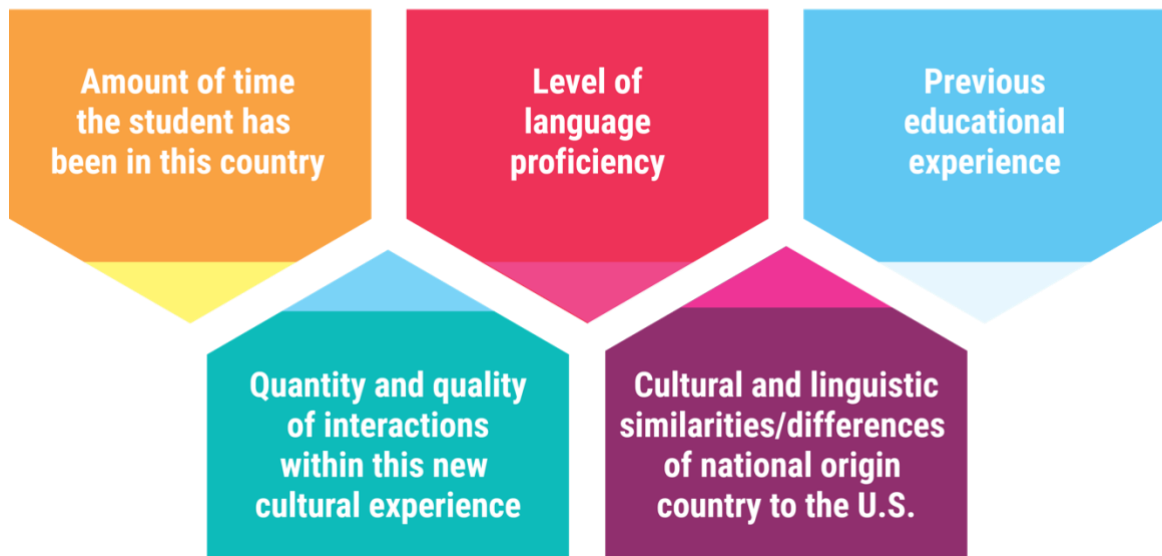 Amount of time
the student has
been in this country
Level of
language
proficiency
Previous
educational
experience
Quantity and quality
of interactions
within this new
cultural experience
Cultural and linguistic
similarities/differences
of national origin
country to the U.S.